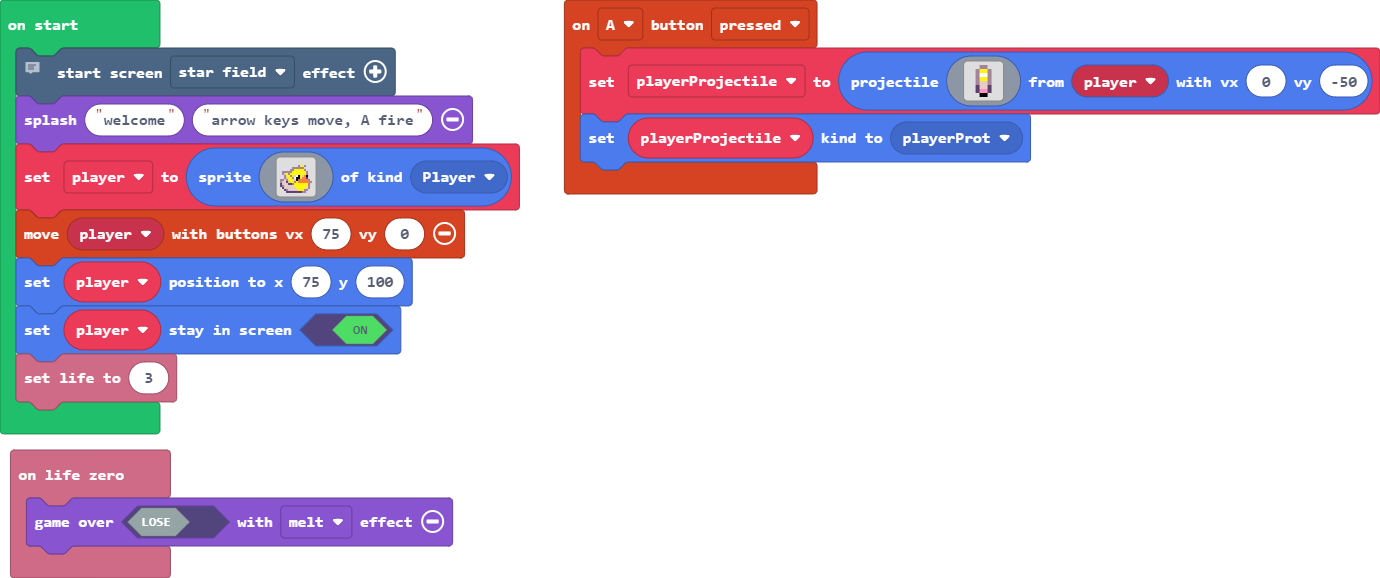 on start
start screen star field effect
splash "welcome" "arrow keys move, A fire"
set player to sprite of kind Player
move player with buttons vx 75 vy 0
set player position to x 75 y 100
set player stay in screen ON
set life to 3
on life zero
game over LOSE with melt effect
on A button pressed
set playerProjectile to projectile from player with vx 0 vy -50
set playerProjectile kind to playerProt